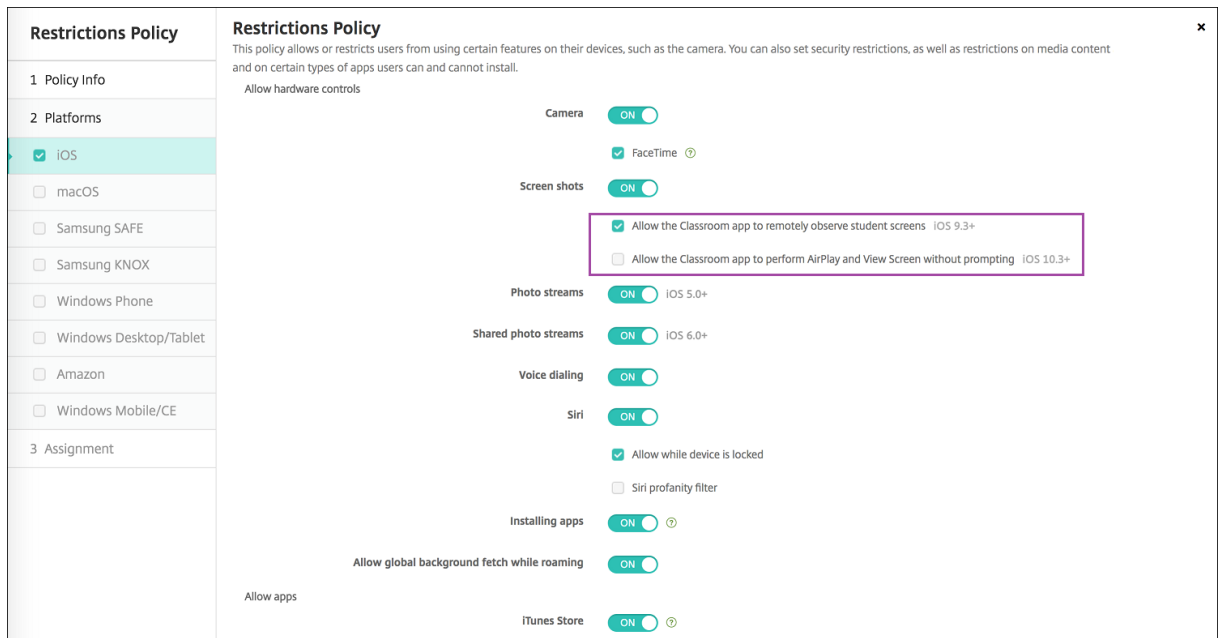 Restrictions Policy
1 Policy Info
2 Platforms
iOS
macOS
Samsung SAFE
Samsung KNOX
Windows Phone
Windows Desktop/Tablet
Amazon
Windows Mobile/CE
3 Assignment
Restrictions Policy
This policy allows or restricts users from using certain features on their devices, such as the camera. You can also set security restrictions, as well as restrictions on media content
and on certain types of apps users can and cannot install.
Allow hardware controls
Camera ON
FaceTime ?
Screen shots ON
Allow the Classroom app to remotely observe student screens iOS 9.3+
Allow the Classroom app to perform AirPlay and View Screen without prompting iOS 10.3+
Photo streams ON iOS 5.0+
Shared photo streams ON iOS 6.0+
Voice dialing ON
Siri ON
Allow while device is locked
Siri profanity filter
Installing apps ON ?
Allow global background fetch while roaming ON
Allow apps
iTunes Store ON ?